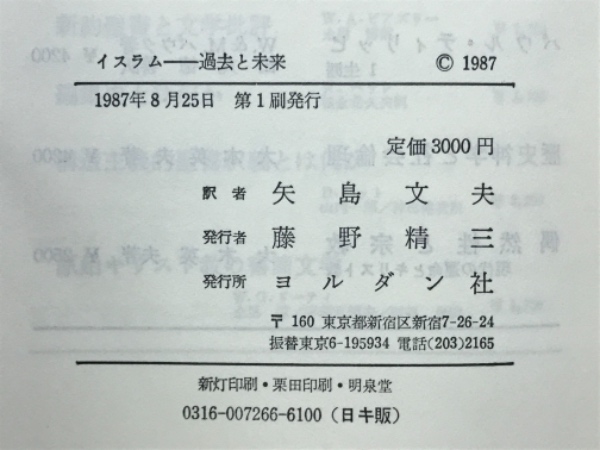 イスラム──過去と未来 © 1987
1987年8月25日 第1刷発行
定価3000円
訳者 矢島文夫
発行者 藤野精三
発行所 ヨルダン社
〒160 東京都新宿区新宿7-26-24
振替東京6-195934 電話(203)2165
新灯印刷・栗田印刷・明泉堂
0316-007266-6100 (日キ販)